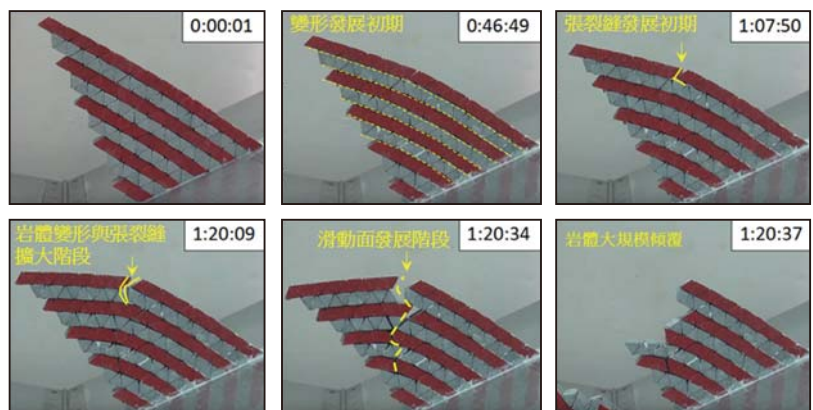 0:00:01
變形發展初期
0:46:49
張裂縫發展初期
1:07:50
岩體變形與張裂縫
擴大階段
1:20:09
滑動面發展階段
1:20:34
岩體大規模傾覆
1:20:37